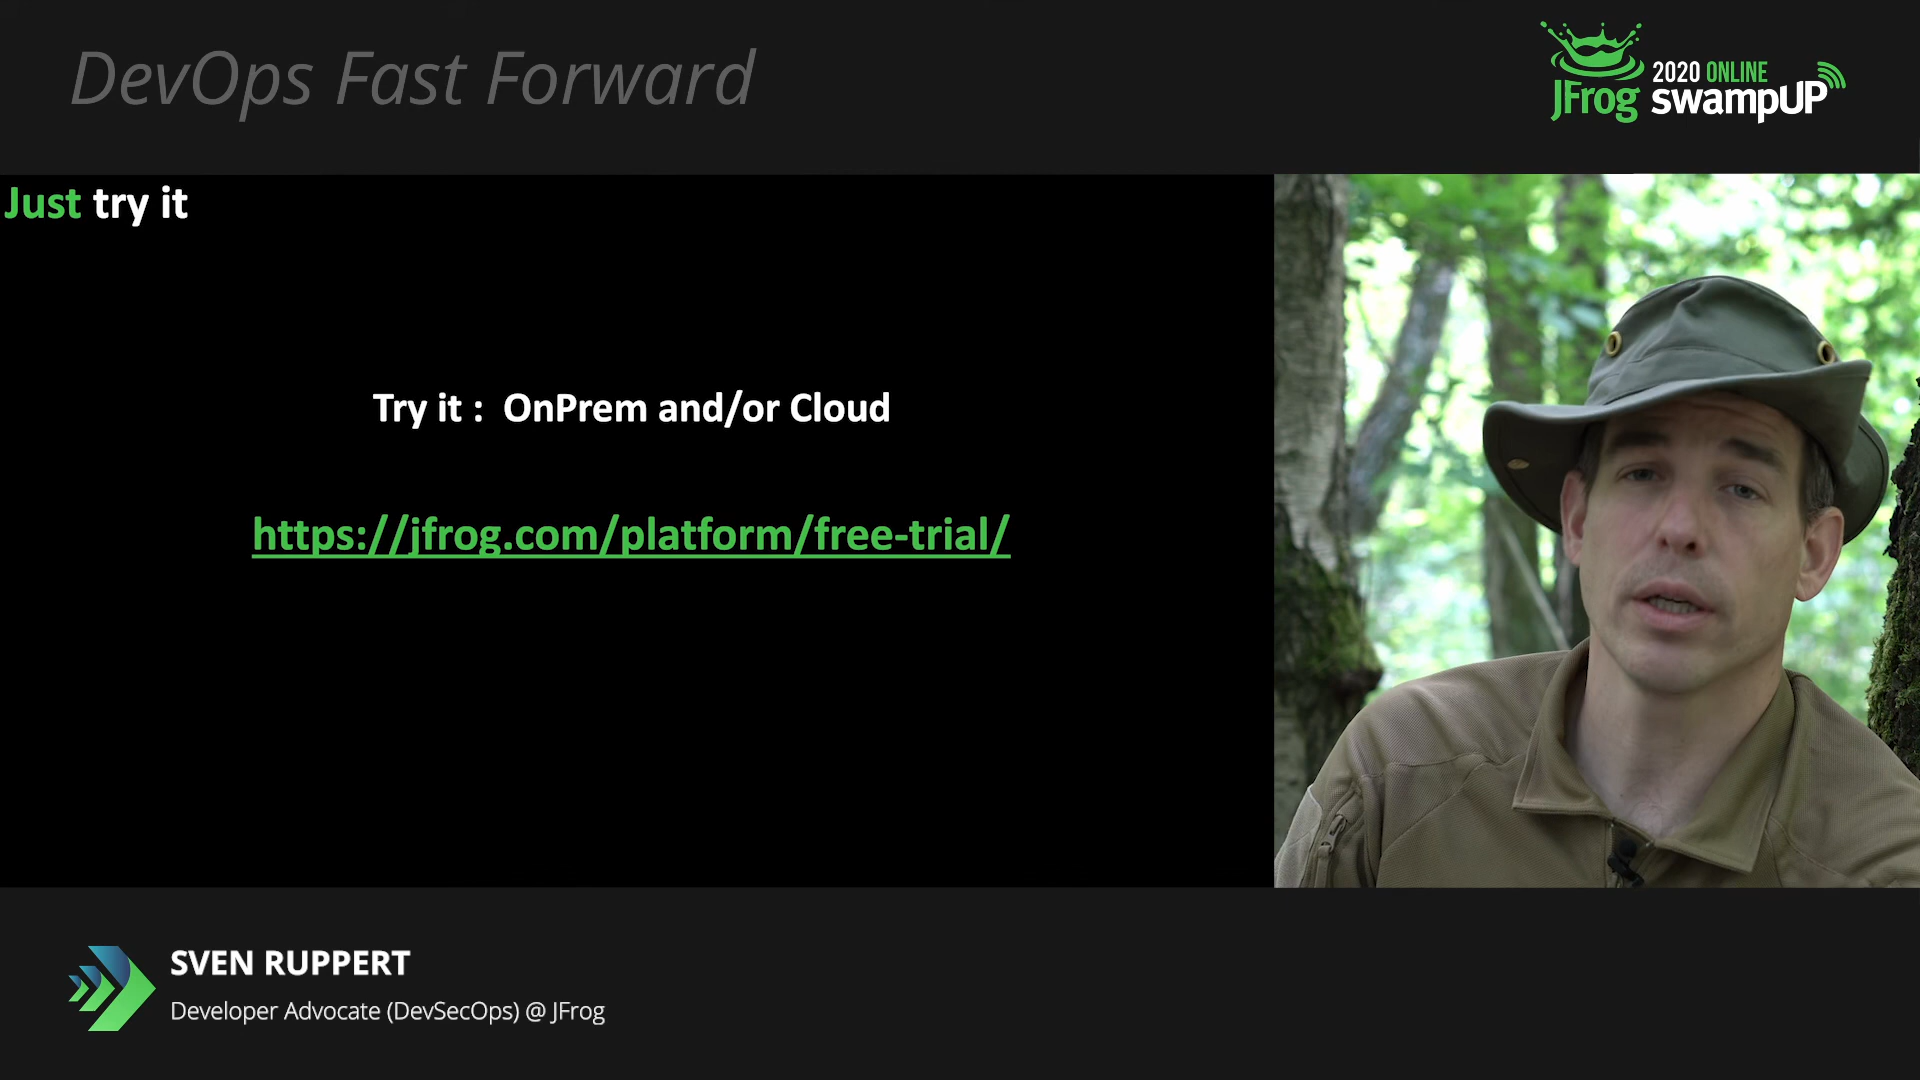 DevOps Fast Forward
2020 ONLINE
JFrog swampUP
Just try it
Try it : OnPrem and/or Cloud
https://jfrog.com/platform/free-trial/
SVEN RUPPERT
Developer Advocate (DevSecOps) @ JFrog